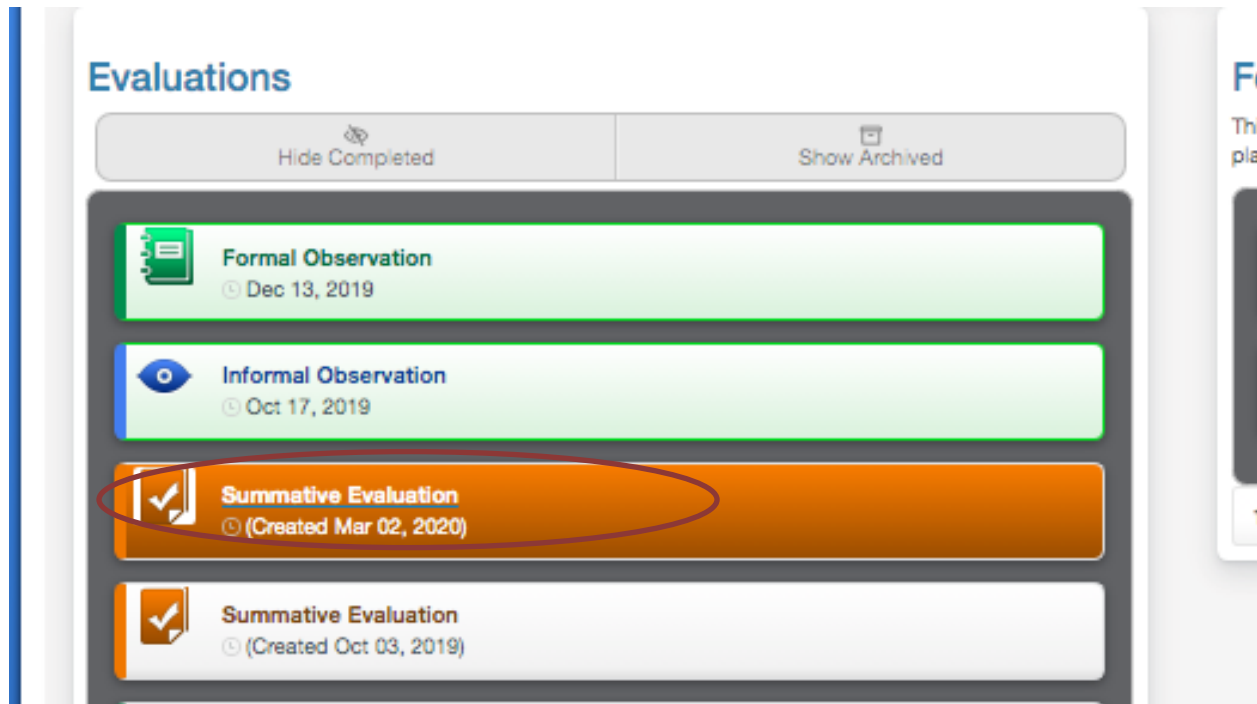 Evaluations
Hide Completed
Show Archived
Formal Observation
Dec 13, 2019
Informal Observation
Oct 17, 2019
Summative Evaluation
(Created Mar 02, 2020)
Summative Evaluation
(Created Oct 03, 2019)